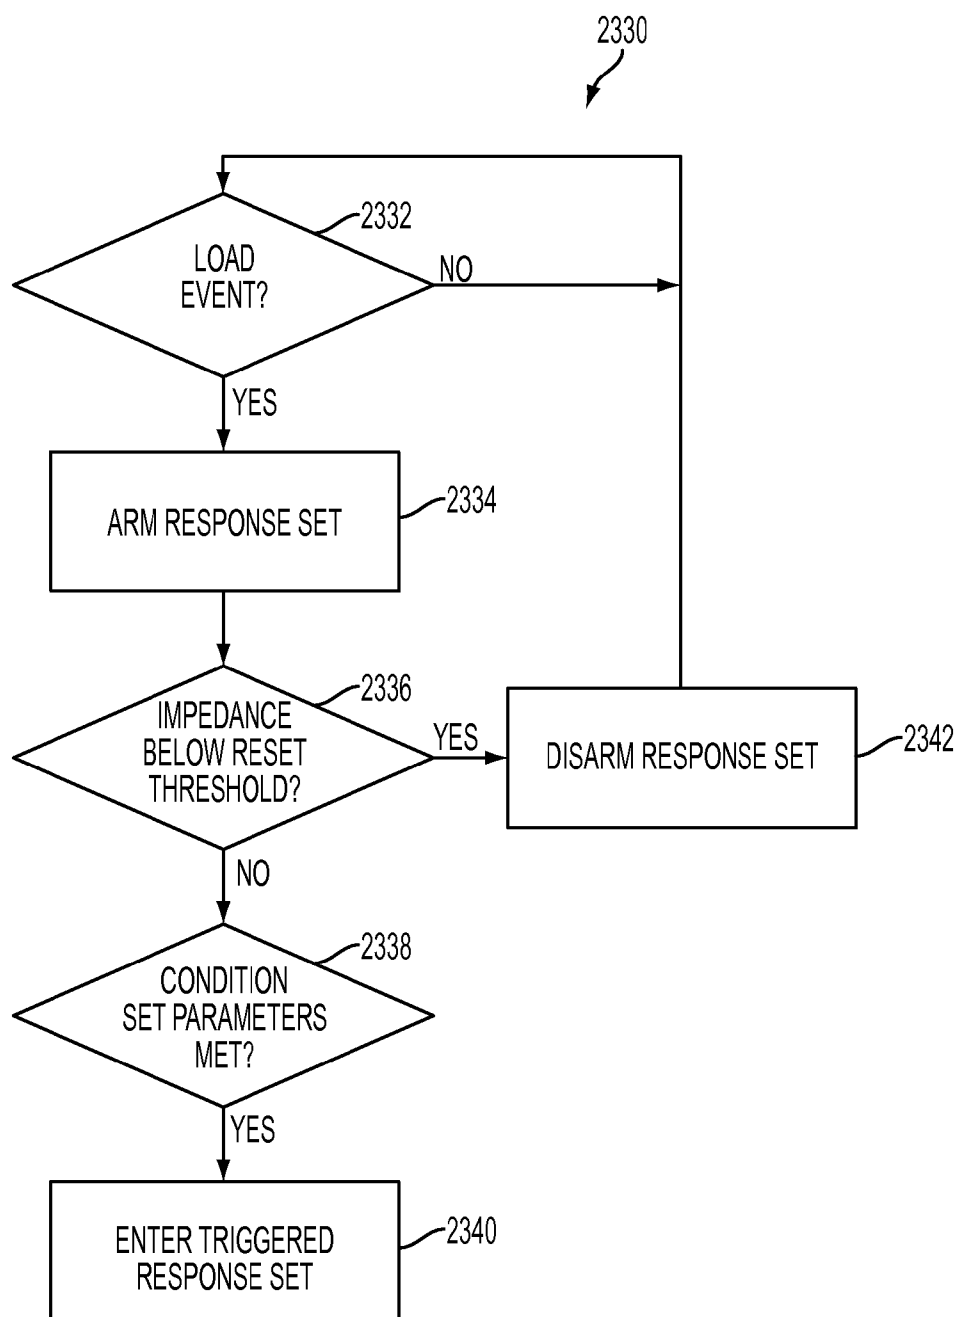 2330
2332
LOAD
EVENT?
NO
YES
ARM RESPONSE SET
2334
2336
IMPEDANCE
BELOW RESET
THRESHOLD?
YES
DISARM RESPONSE SET
2342
NO
2338
CONDITION
SET PARAMETERS
MET?
YES
ENTER TRIGGERED
RESPONSE SET
2340